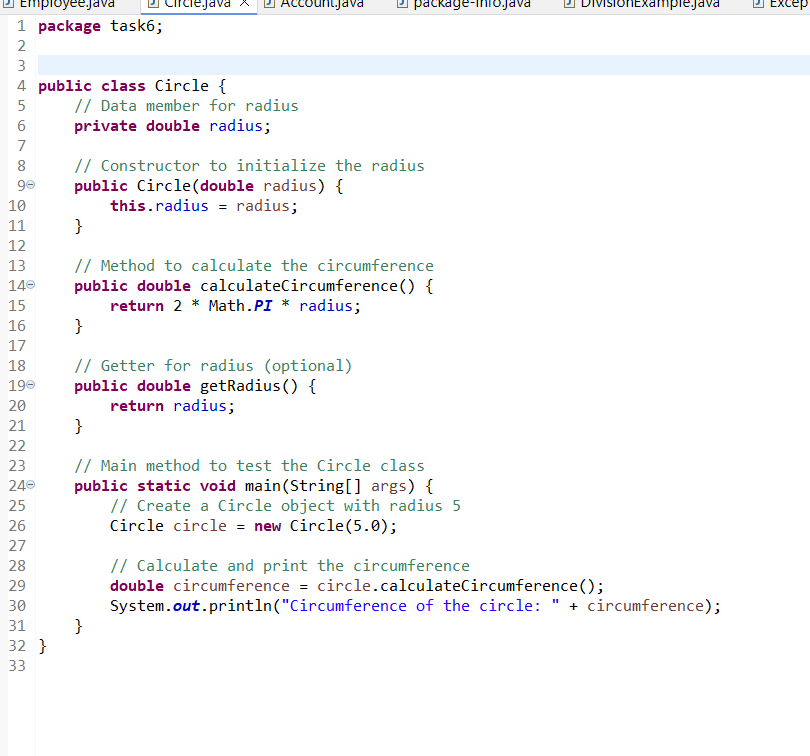 Employee.java Circle.java Account.java package-info.java DivisionExample.java Excep
1 package task6;
2
3
4 public class Circle {
5     // Data member for radius
6     private double radius;
7
8     // Constructor to initialize the radius
9     public Circle(double radius) {
10         this.radius = radius;
11     }
12
13     // Method to calculate the circumference
14     public double calculateCircumference() {
15         return 2 * Math.PI * radius;
16     }
17
18     // Getter for radius (optional)
19     public double getRadius() {
20         return radius;
21     }
22
23     // Main method to test the Circle class
24     public static void main(String[] args) {
25         // Create a Circle object with radius 5
26         Circle circle = new Circle(5.0);
27
28         // Calculate and print the circumference
29         double circumference = circle.calculateCircumference();
30         System.out.println("Circumference of the circle: " + circumference);
31     }
32 }
33